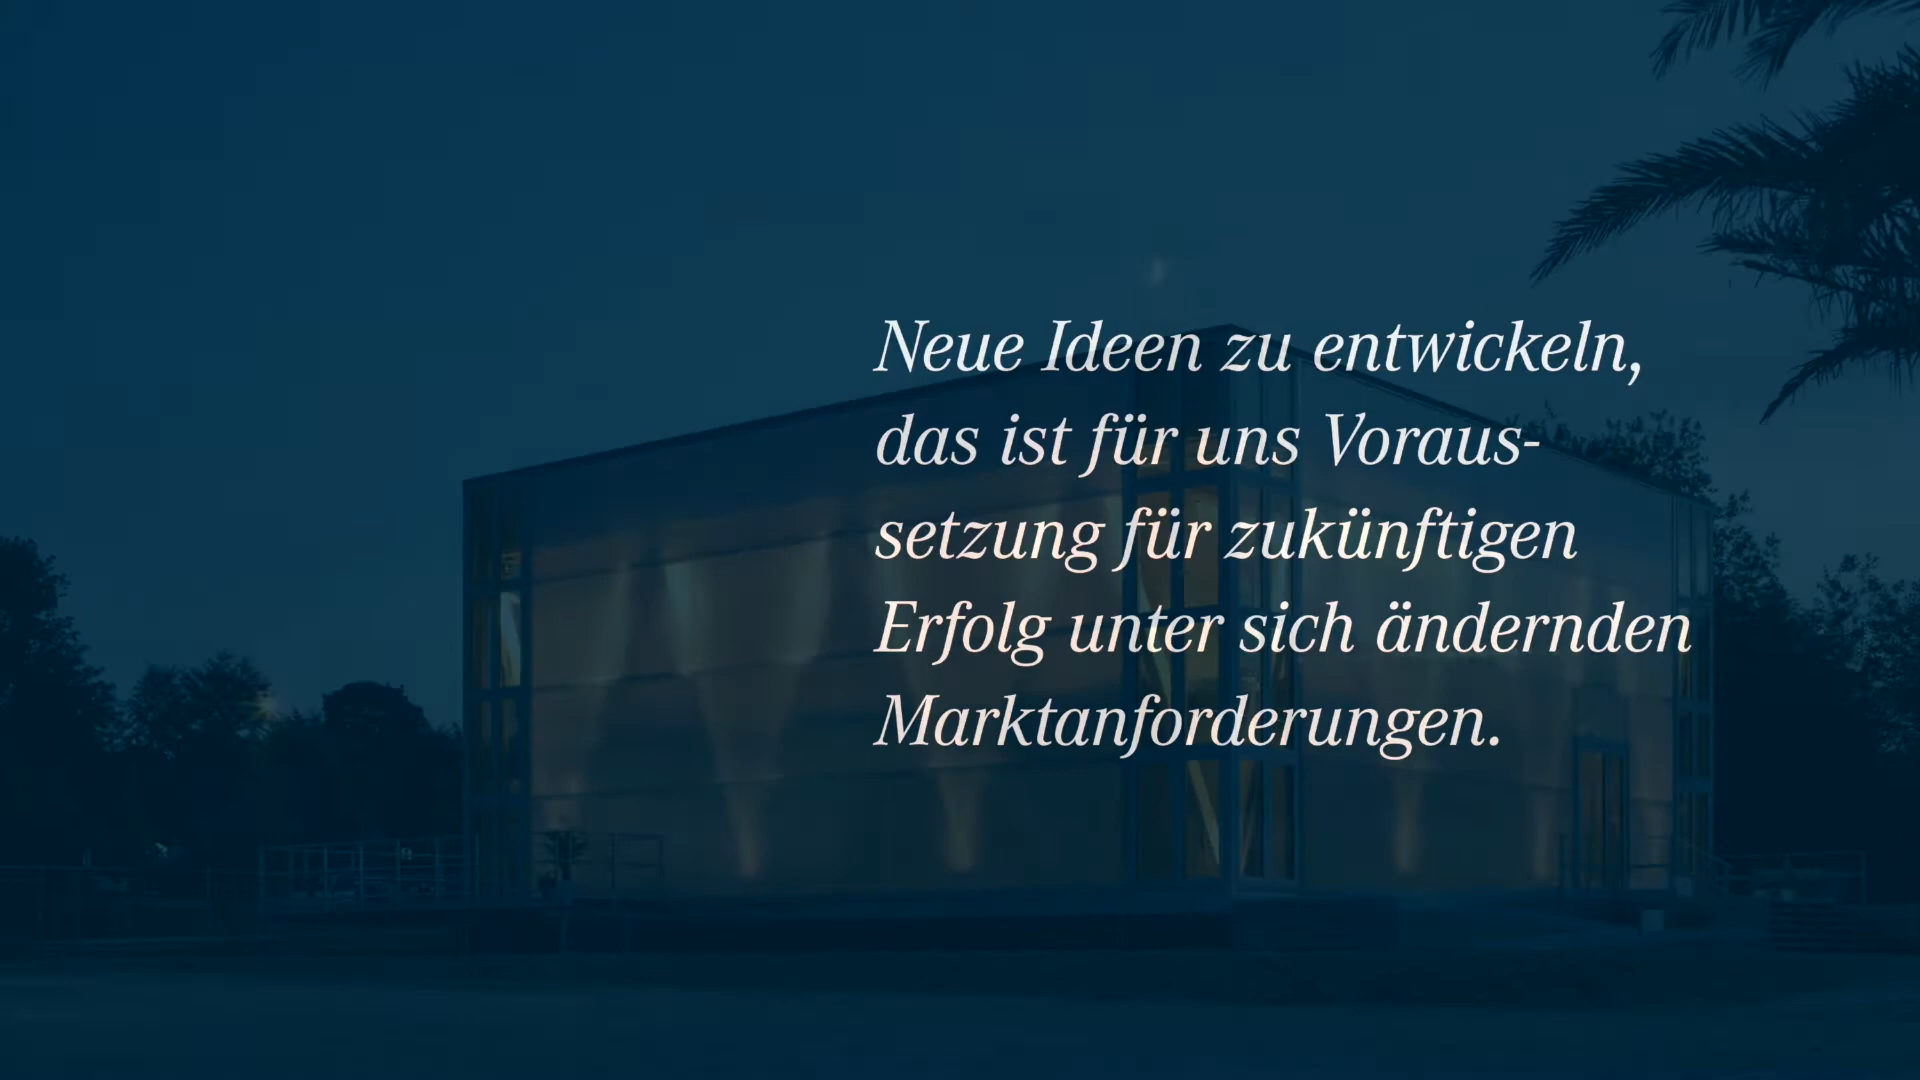 Neue Ideen zu entwickeln,
das ist für uns Voraus-
setzung für zukünftigen
Erfolg unter sich ändernden
Marktanforderungen.